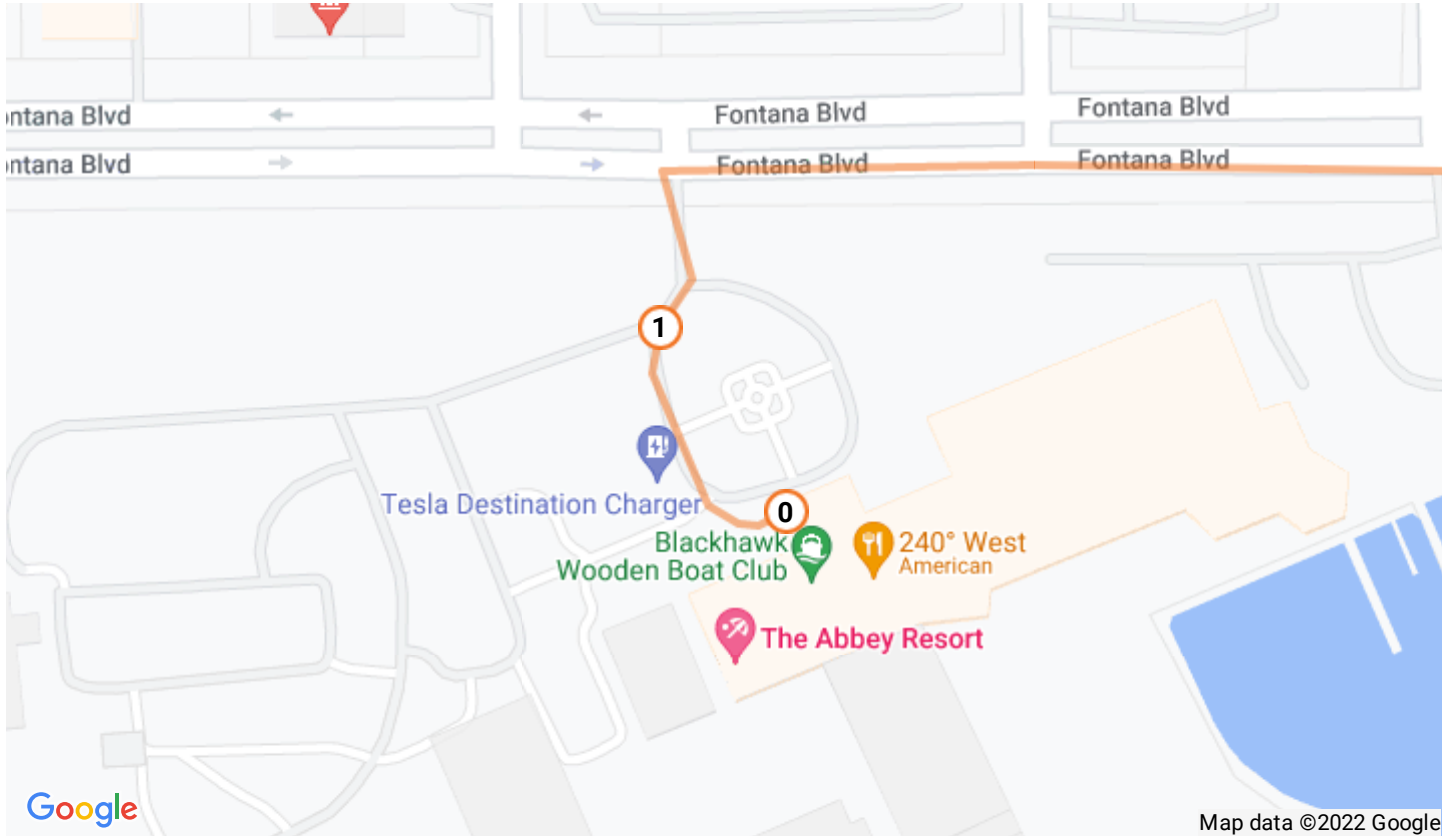 ontana Blvd
Fontana Blvd
Fontana Blvd
ontana Blvd
Fontana Blvd
Fontana Blvd
1
Tesla Destination Charger
0
Blackhawk
Wooden Boat Club
240° West
American
The Abbey Resort
Google
Map data ©2022 Google